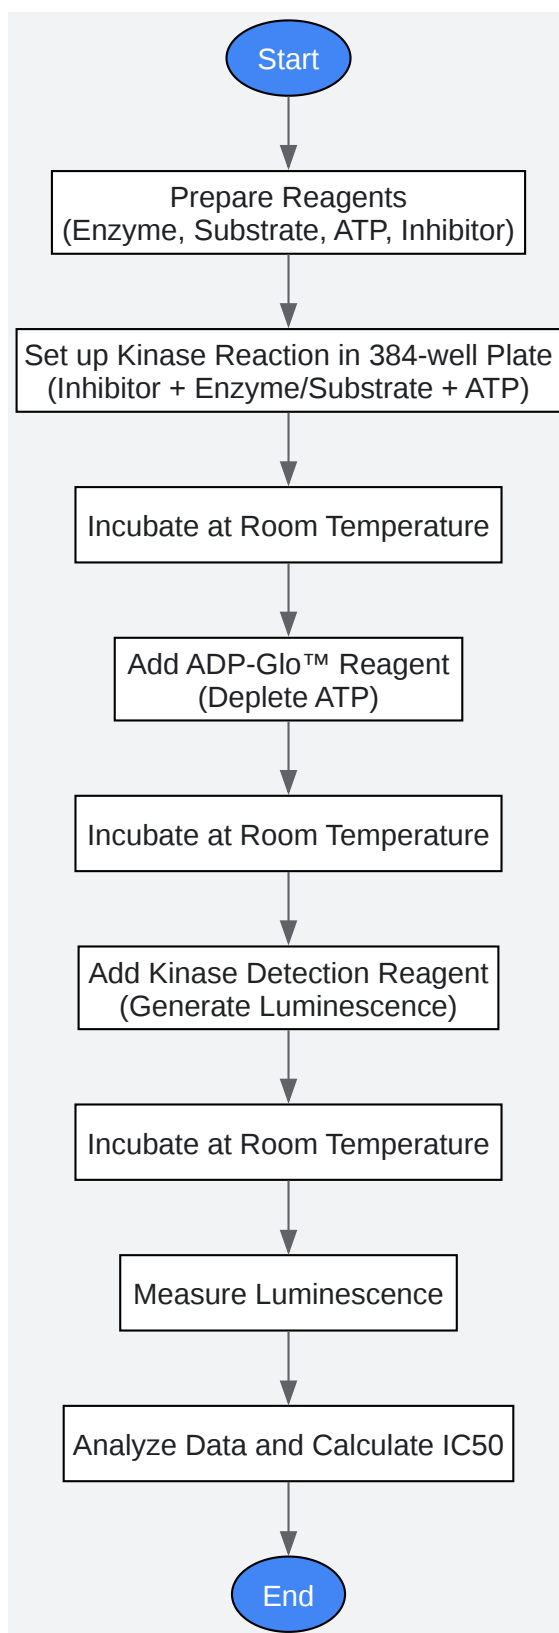 Start
Prepare Reagents
(Enzyme, Substrate, ATP, Inhibitor)
Set up Kinase Reaction in 384-well Plate
(Inhibitor + Enzyme/Substrate + ATP)
Incubate at Room Temperature
Add ADP-Glo™ Reagent
(Deplete ATP)
Incubate at Room Temperature
Add Kinase Detection Reagent
(Generate Luminescence)
Incubate at Room Temperature
Measure Luminescence
Analyze Data and Calculate IC50
End